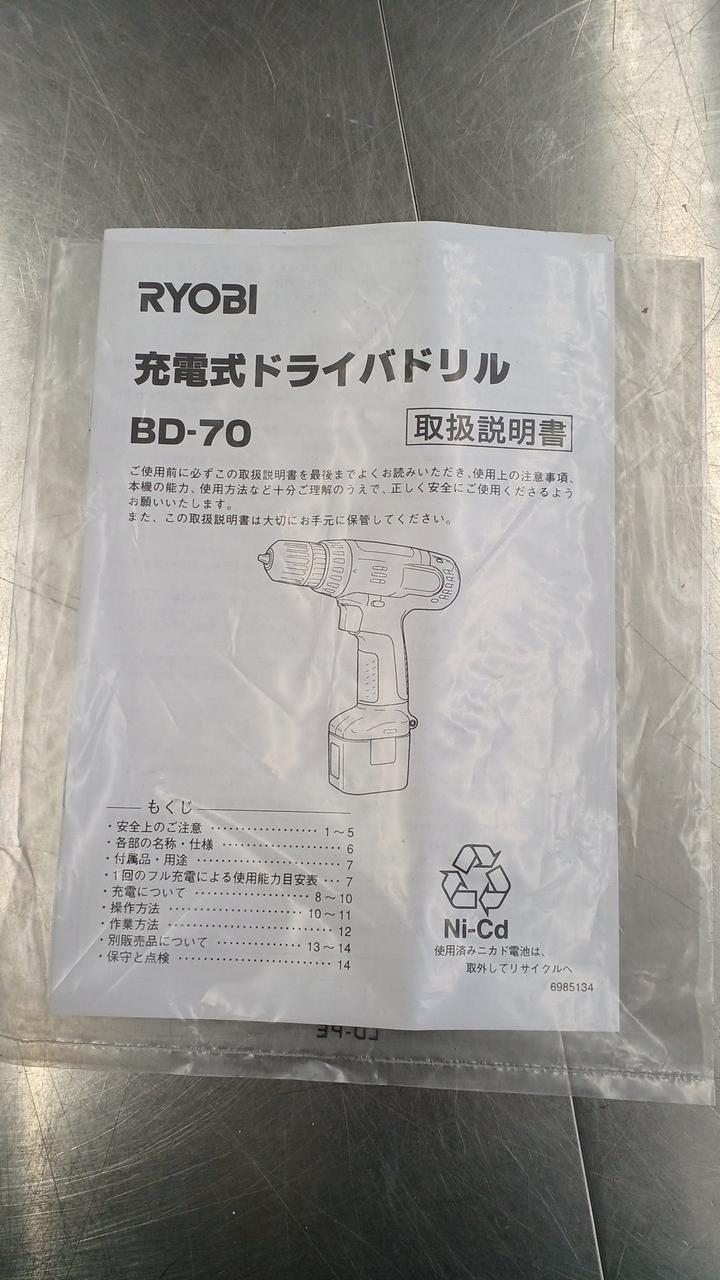 RYOBI
充電式ドライバドリル
BD-70
取扱説明書
ご使用前に必ずこの取扱説明書を最後までよくお読みいただき、使用上の注意事項、
本機の能力、使用方法など十分ご理解のうえで、正しく安全にご使用くださるよう
お願いいたします。
また、この取扱説明書は大切にお手元に保管してください。
もくじ
・安全上のご注意 ・・・・・・・・・・・・・・・・・・ 1～5
・各部の名称・仕様 ・・・・・・・・・・・・・・・・・・・・ 6
・付属品・用途 ・・・・・・・・・・・・・・・・・・・・・・・・ 7
・1回のフル充電による使用能力目安表 ・・・ 7
・充電について ・・・・・・・・・・・・・・・・・・・ 8～10
・操作方法 ・・・・・・・・・・・・・・・・・・・・・・・ 10～11
・作業方法 ・・・・・・・・・・・・・・・・・・・・・・・・・・・ 12
・別販売品について ・・・・・・・・・・・・・・ 13～14
・保守と点検 ・・・・・・・・・・・・・・・・・・・・・・・・・・ 14
Ni-Cd
使用済みニカド電池は、
取外してリサイクルへ
6985134
LD-PE